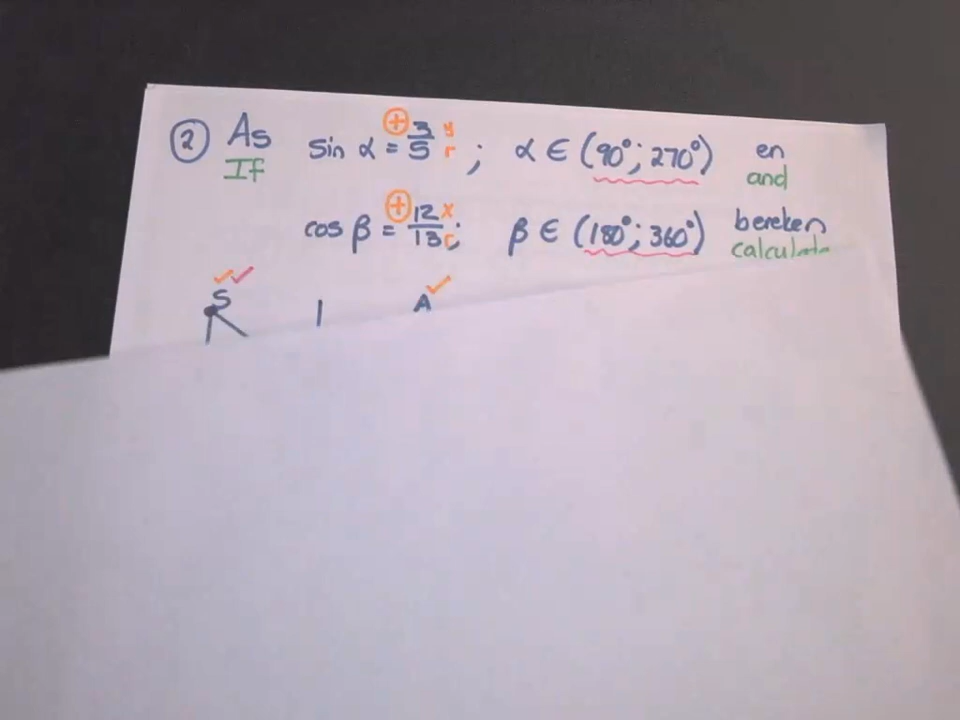 ② As sin α = ⊕ 3/5 y/r ; α ∈ (90°; 270°) en
If and
cos β = ⊕ 12/13 x/r ; β ∈ (180°; 360°) bereken
calculate
✓✓ ✓
S A